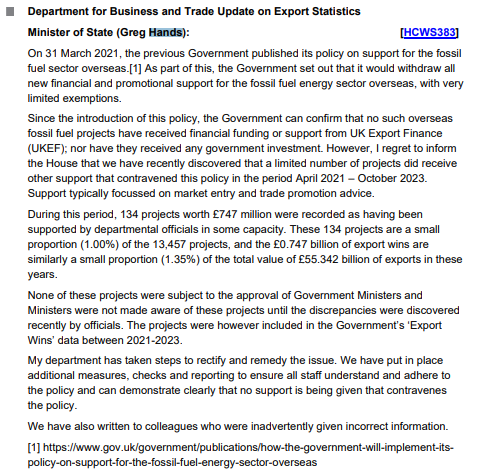 Department for Business and Trade Update on Export Statistics
Minister of State (Greg Hands): [HCWS383]
On 31 March 2021, the previous Government published its policy on support for the fossil
fuel sector overseas.[1] As part of this, the Government set out that it would withdraw all
new financial and promotional support for the fossil fuel energy sector overseas, with very
limited exemptions.
Since the introduction of this policy, the Government can confirm that no such overseas
fossil fuel projects have received financial funding or support from UK Export Finance
(UKEF); nor have they received any government investment. However, I regret to inform
the House that we have recently discovered that a limited number of projects did receive
other support that contravened this policy in the period April 2021 – October 2023.
Support typically focussed on market entry and trade promotion advice.
During this period, 134 projects worth £747 million were recorded as having been
supported by departmental officials in some capacity. These 134 projects are a small
proportion (1.00%) of the 13,457 projects, and the £0.747 billion of export wins are
similarly a small proportion (1.35%) of the total value of £55.342 billion of exports in these
years.
None of these projects were subject to the approval of Government Ministers and
Ministers were not made aware of these projects until the discrepancies were discovered
recently by officials. The projects were however included in the Government's 'Export
Wins' data between 2021-2023.
My department has taken steps to rectify and remedy the issue. We have put in place
additional measures, checks and reporting to ensure all staff understand and adhere to
the policy and can demonstrate clearly that no support is being given that contravenes
the policy.
We have also written to colleagues who were inadvertently given incorrect information.
[1] https://www.gov.uk/government/publications/how-the-government-will-implement-its-
policy-on-support-for-the-fossil-fuel-energy-sector-overseas